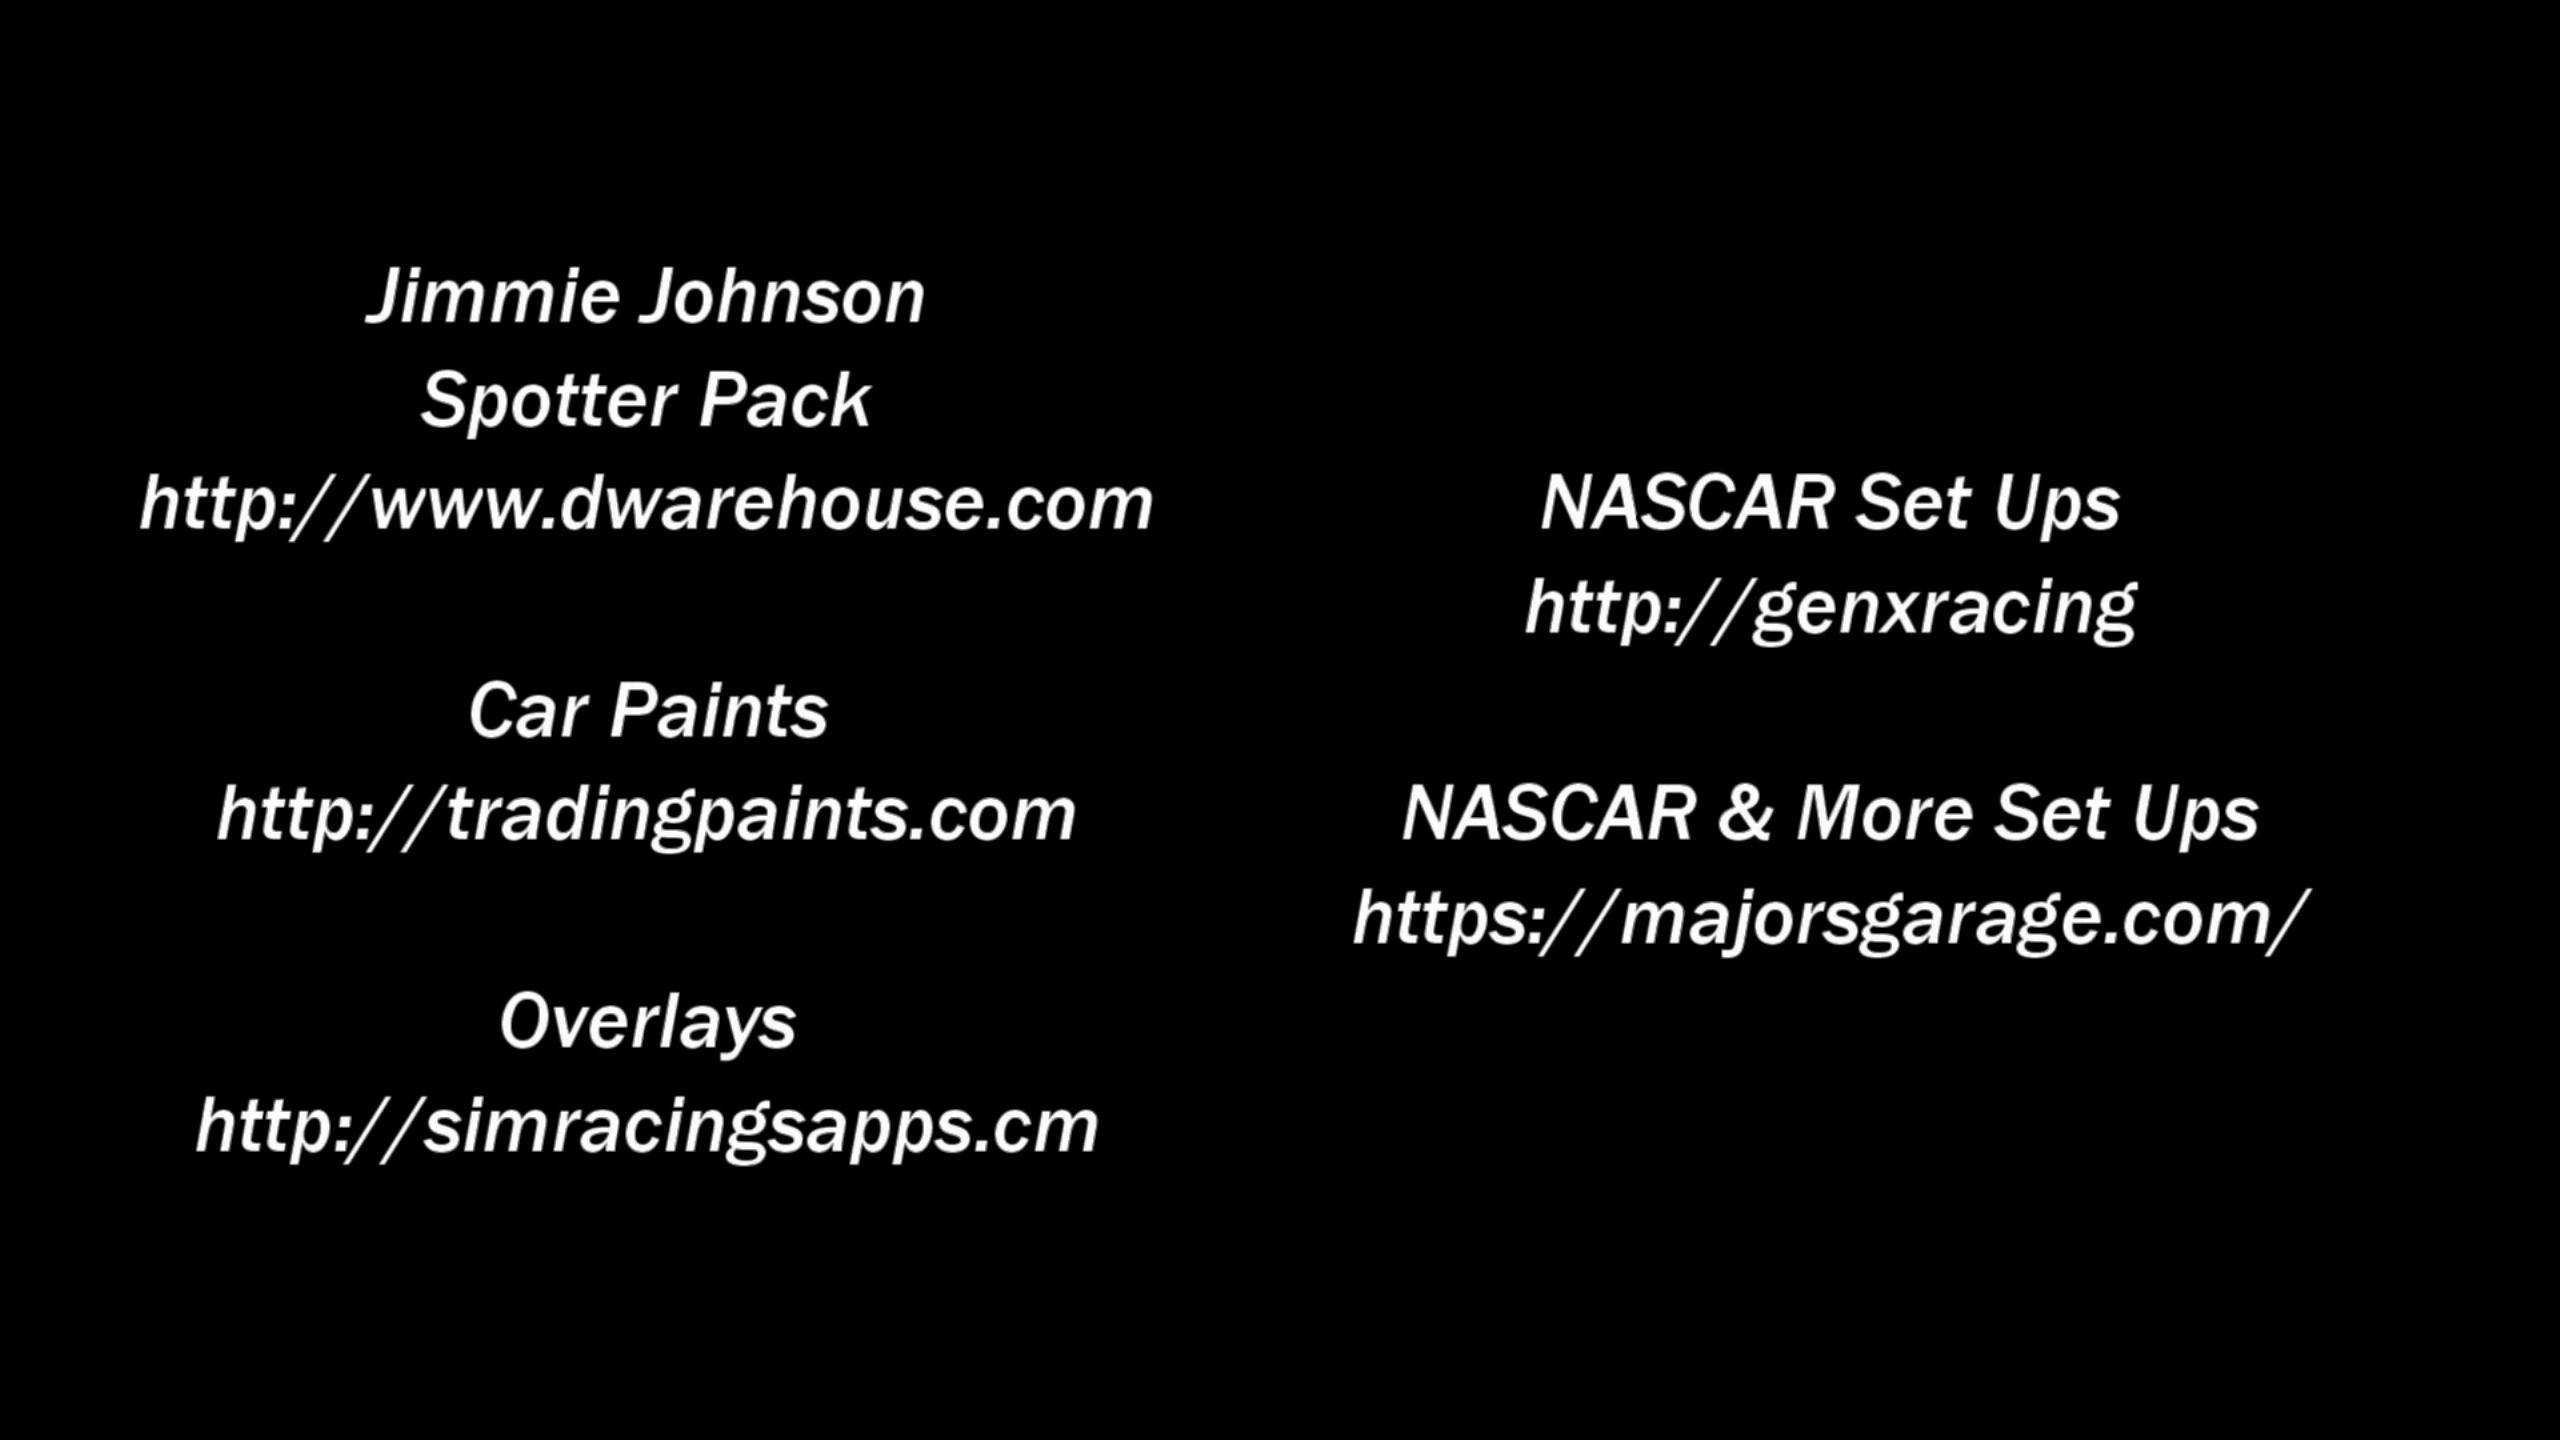 Jimmie Johnson
Spotter Pack
http://www.dwarehouse.com
Car Paints
http://tradingpaints.com
Overlays
http://simracingsapps.cm
NASCAR Set Ups
http://genxracing
NASCAR & More Set Ups
https://majorsgarage.com/